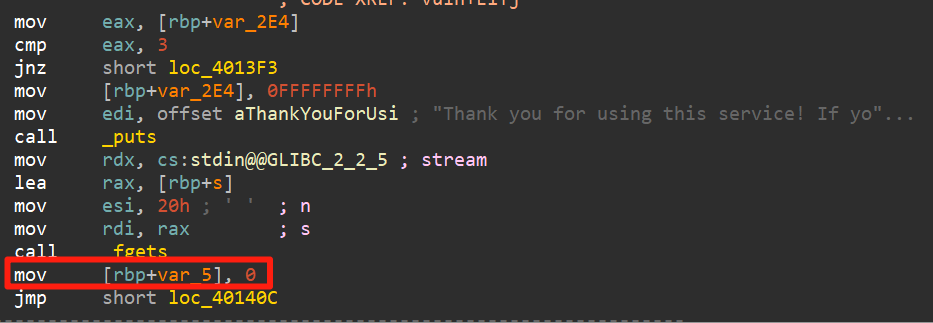 ; CODE XREF: vuln+E1↑j
mov eax, [rbp+var_2E4]
cmp eax, 3
jnz short loc_4013F3
mov [rbp+var_2E4], 0FFFFFFFFh
mov edi, offset aThankYouForUsi ; "Thank you for using this service! If yo"...
call _puts
mov rdx, cs:stdin@@GLIBC_2_2_5 ; stream
lea rax, [rbp+s]
mov esi, 20h ; ' ' ; n
mov rdi, rax ; s
call _fgets
mov [rbp+var_5], 0
jmp short loc_40140C